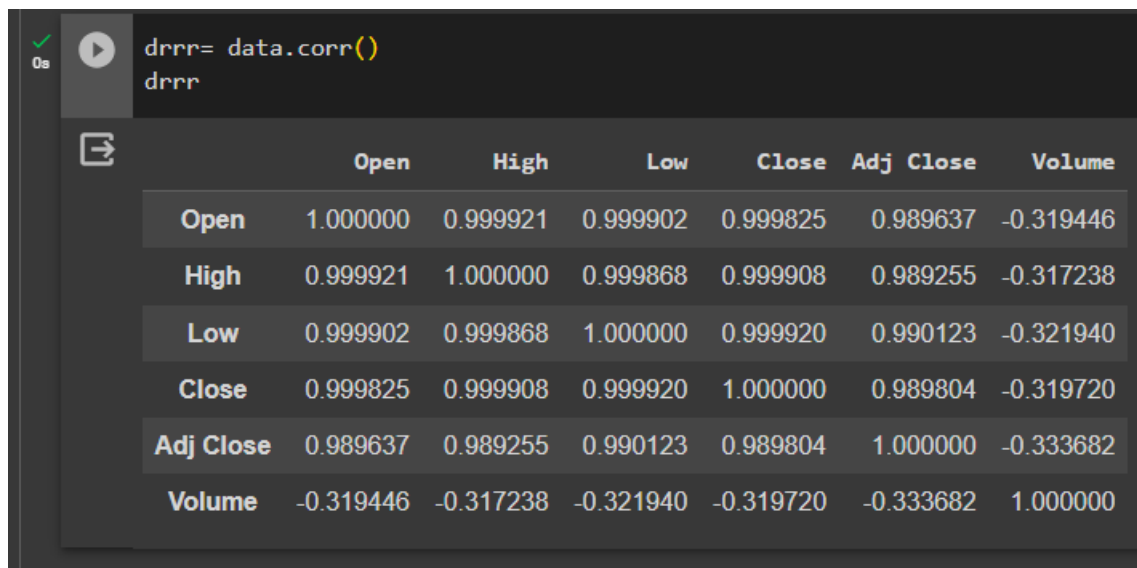 drrr= data.corr()
0s
drrr
Open High Low Close Adj Close Volume
Open 1.000000 0.999921 0.999902 0.999825 0.989637 -0.319446
High 0.999921 1.000000 0.999868 0.999908 0.989255 -0.317238
Low 0.999902 0.999868 1.000000 0.999920 0.990123 -0.321940
Close 0.999825 0.999908 0.999920 1.000000 0.989804 -0.319720
Adj Close 0.989637 0.989255 0.990123 0.989804 1.000000 -0.333682
Volume -0.319446 -0.317238 -0.321940 -0.319720 -0.333682 1.000000